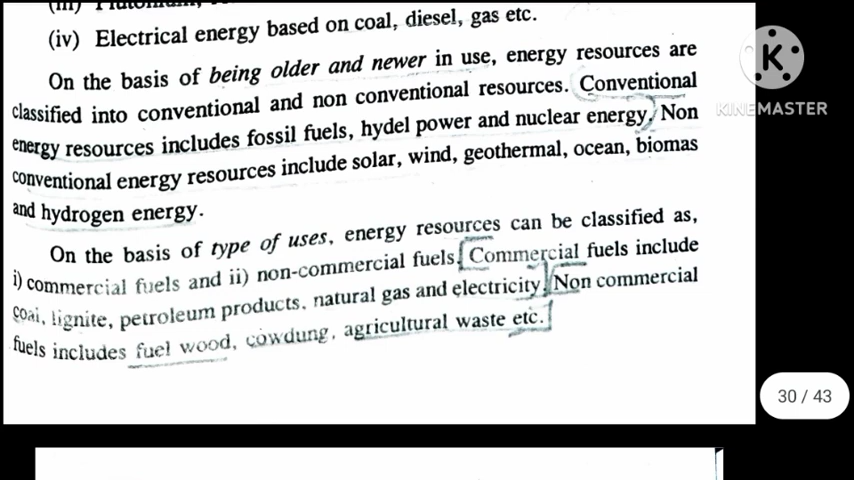 (iv) Electrical energy based on coal, diesel, gas etc.
On the basis of being older and newer in use, energy resources are
classified into conventional and non conventional resources. Conventional
energy resources includes fossil fuels, hydel power and nuclear energy. Non
conventional energy resources include solar, wind, geothermal, ocean, biomas
and hydrogen energy.
On the basis of type of uses, energy resources can be classified as,
i) commercial fuels and ii) non-commercial fuels. Commercial fuels include
coal, lignite, petroleum products, natural gas and electricity. Non commercial
fuels includes fuel wood, cowdung, agricultural waste etc.
K
KINEMASTER
30 / 43